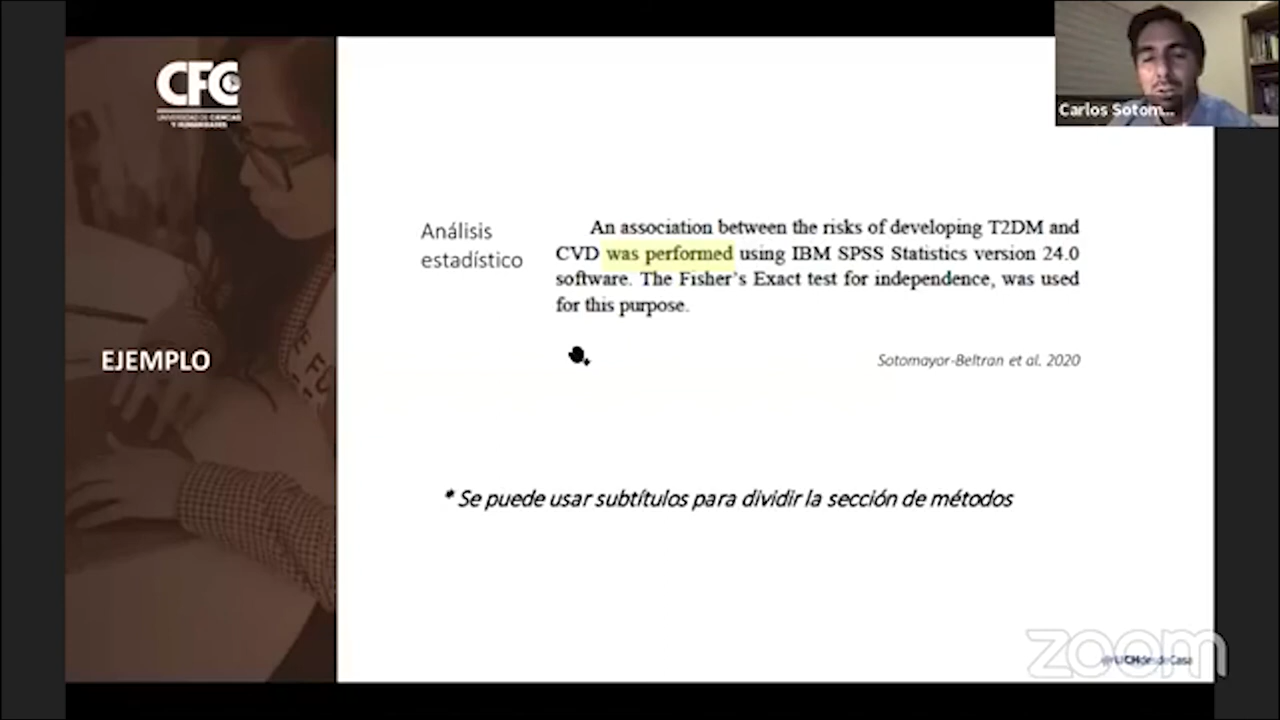 CFC
UNIVERSIDAD DE CIENCIAS
Y HUMANIDADES
Carlos Sotom...
Análisis
estadístico
An association between the risks of developing T2DM and
CVD was performed using IBM SPSS Statistics version 24.0
software. The Fisher's Exact test for independence, was used
for this purpose.
EJEMPLO
Sotomayor-Beltran et al. 2020
* Se puede usar subtítulos para dividir la sección de métodos
zoom